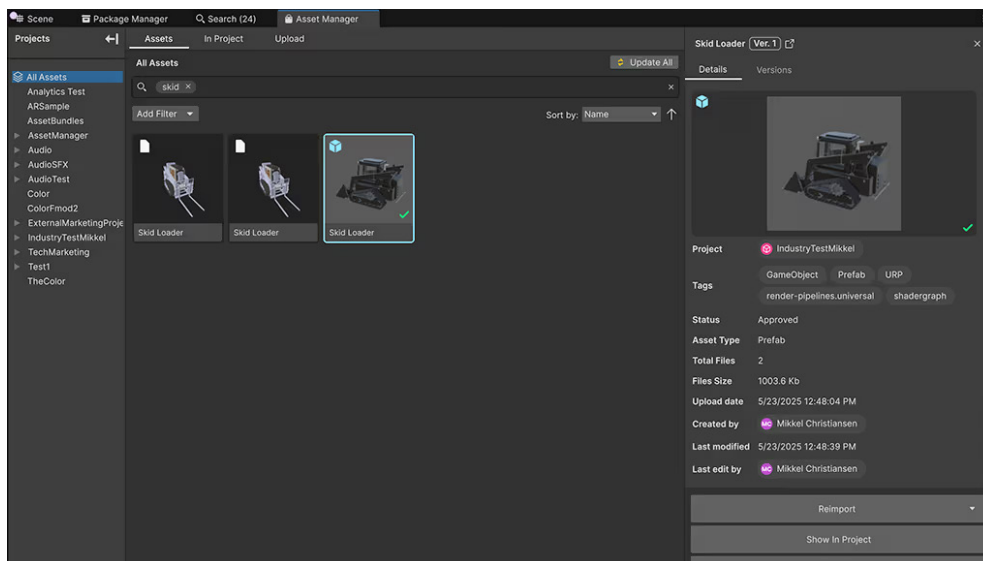 Scene Package Manager Search (24) Asset Manager
Projects
All Assets
Analytics Test
ARSample
AssetBundles
AssetManager
Audio
AudioSFX
AudioTest
Color
ColorFmod2
ExternalMarketingProje
IndustryTestMikkel
TechMarketing
Test1
TheColor
Assets In Project Upload
All Assets Update All
skid × ×
Add Filter Sort by: Name
Skid Loader Skid Loader Skid Loader
Skid Loader Ver. 1 ×
Details Versions
Project IndustryTestMikkel
Tags GameObject Prefab URP
render-pipelines.universal shadergraph
Status Approved
Asset Type Prefab
Total Files 2
Files Size 1003.6 Kb
Upload date 5/23/2025 12:48:04 PM
Created by MC Mikkel Christiansen
Last modified 5/23/2025 12:48:39 PM
Last edit by MC Mikkel Christiansen
Reimport
Show In Project